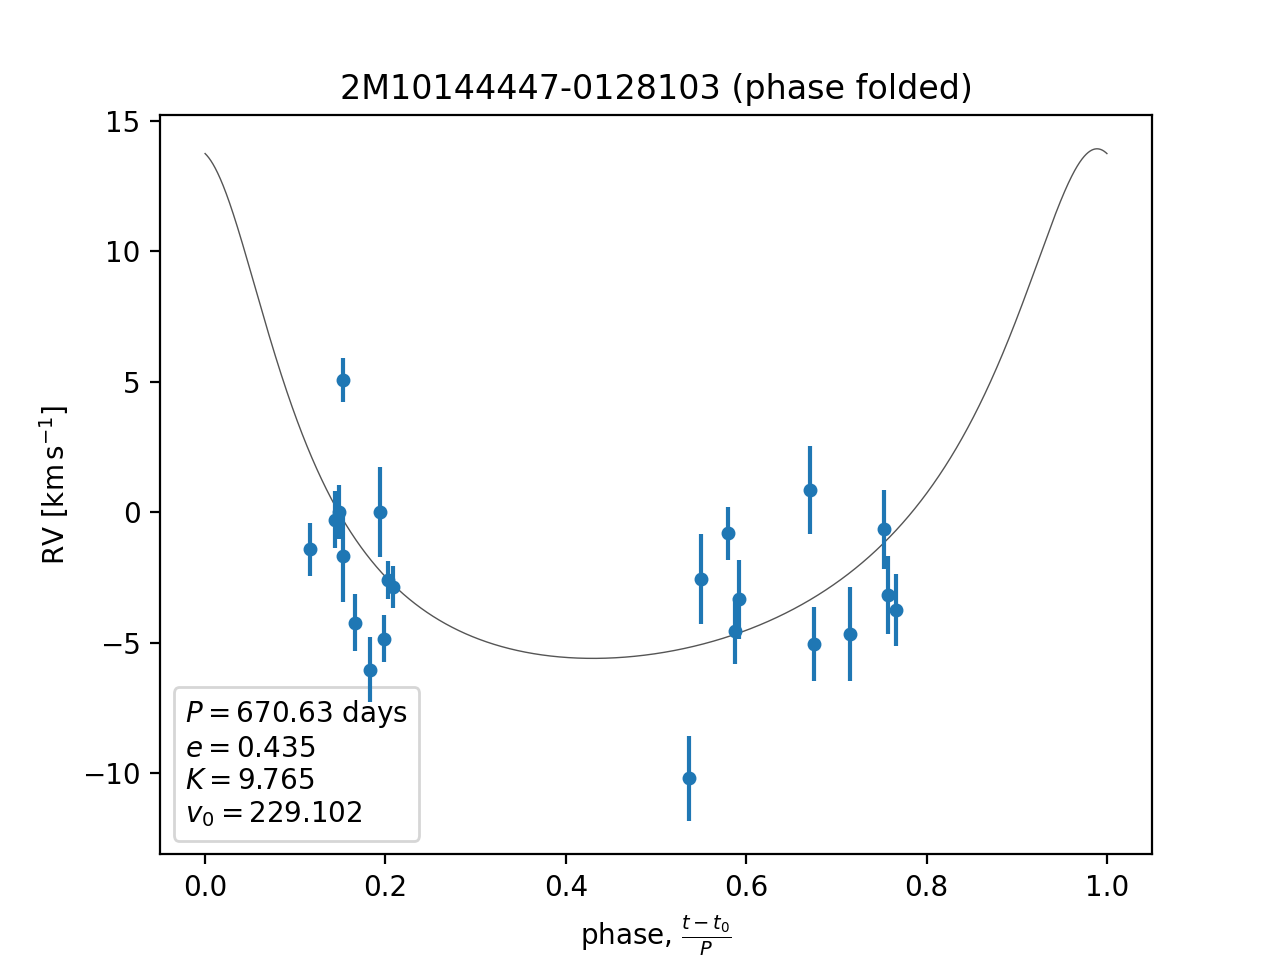 2M10144447-0128103 (phase folded)
15
10
5
0
−5
−10
RV [km s⁻¹]
P = 670.63 days
e = 0.435
K = 9.765
v₀ = 229.102
0.0 0.2 0.4 0.6 0.8 1.0
phase, (t − t₀)/P